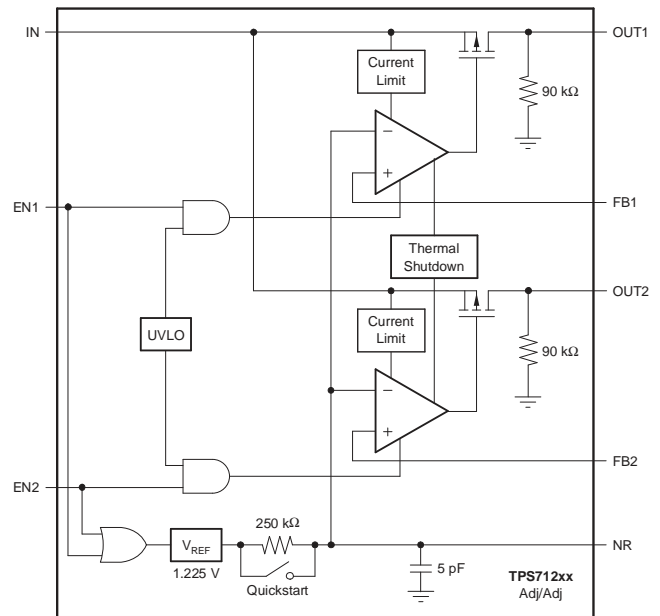 IN
OUT1
Current
Limit
90 kΩ
−
+
EN1
FB1
Thermal
Shutdown
OUT2
UVLO
Current
Limit
90 kΩ
−
+
FB2
EN2
250 kΩ
VREF
NR
1.225 V
Quickstart
5 pF
TPS712xx
Adj/Adj